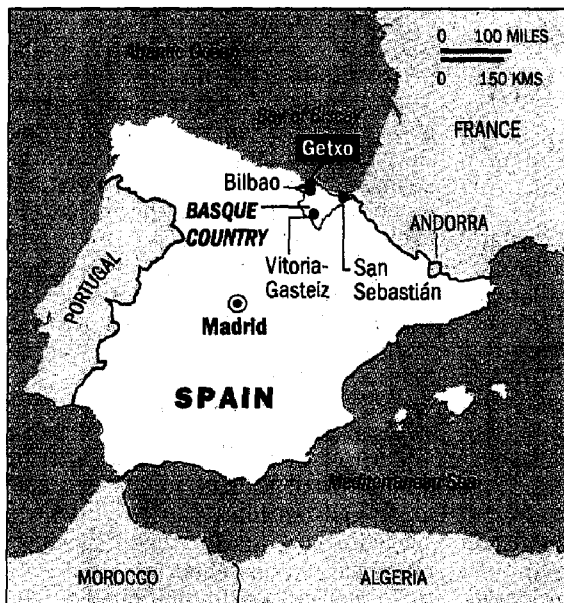 0 100 MILES
0 150 KMS
Atlantic Ocean
Bay of Biscay
FRANCE
Getxo
Bilbao
BASQUE
COUNTRY
ANDORRA
Vitoria-
Gasteiz
San
Sebastián
PORTUGAL
Madrid
SPAIN
Mediterranean Sea
MOROCCO
ALGERIA